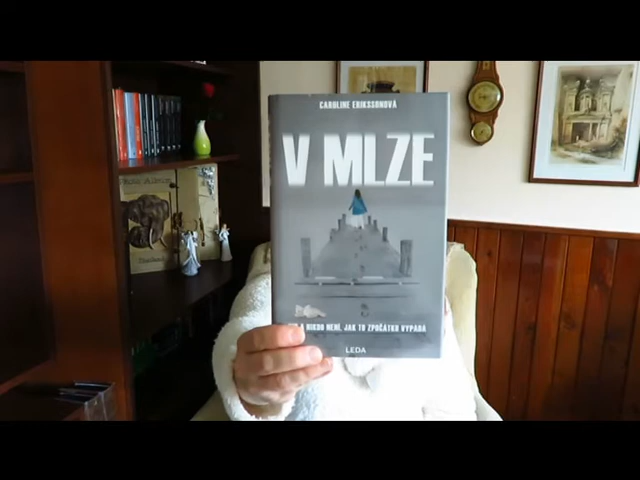 CAROLINE ERIKSSONOVÁ
V MLZE
A NIKDO NENÍ, JAK TO ZPOČÁTKU VYPADÁ
LEDA